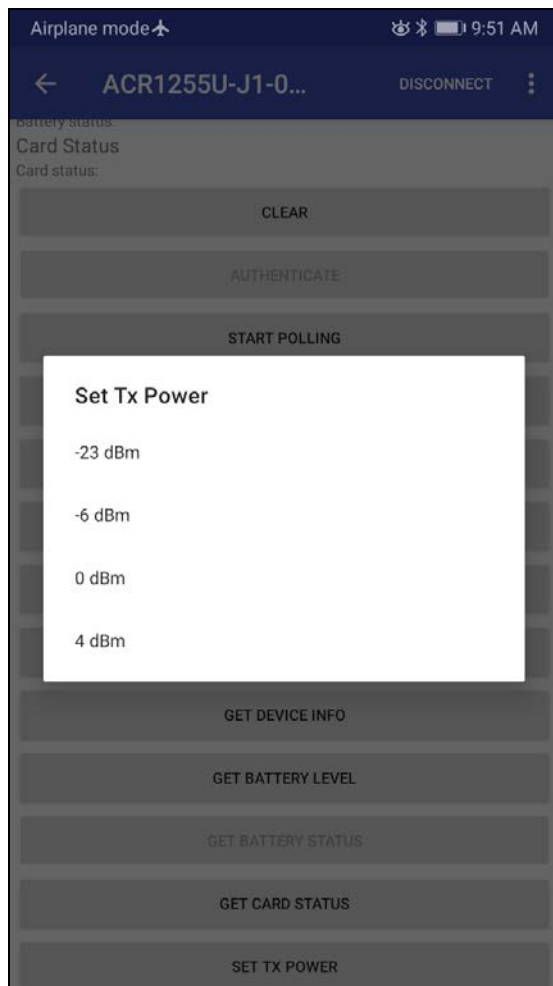 Airplane mode
9:51 AM
ACR1255U-J1-0...
DISCONNECT
Battery status:
Card Status
Card status:
CLEAR
AUTHENTICATE
START POLLING
Set Tx Power
-23 dBm
-6 dBm
0 dBm
4 dBm
GET DEVICE INFO
GET BATTERY LEVEL
GET BATTERY STATUS
GET CARD STATUS
SET TX POWER